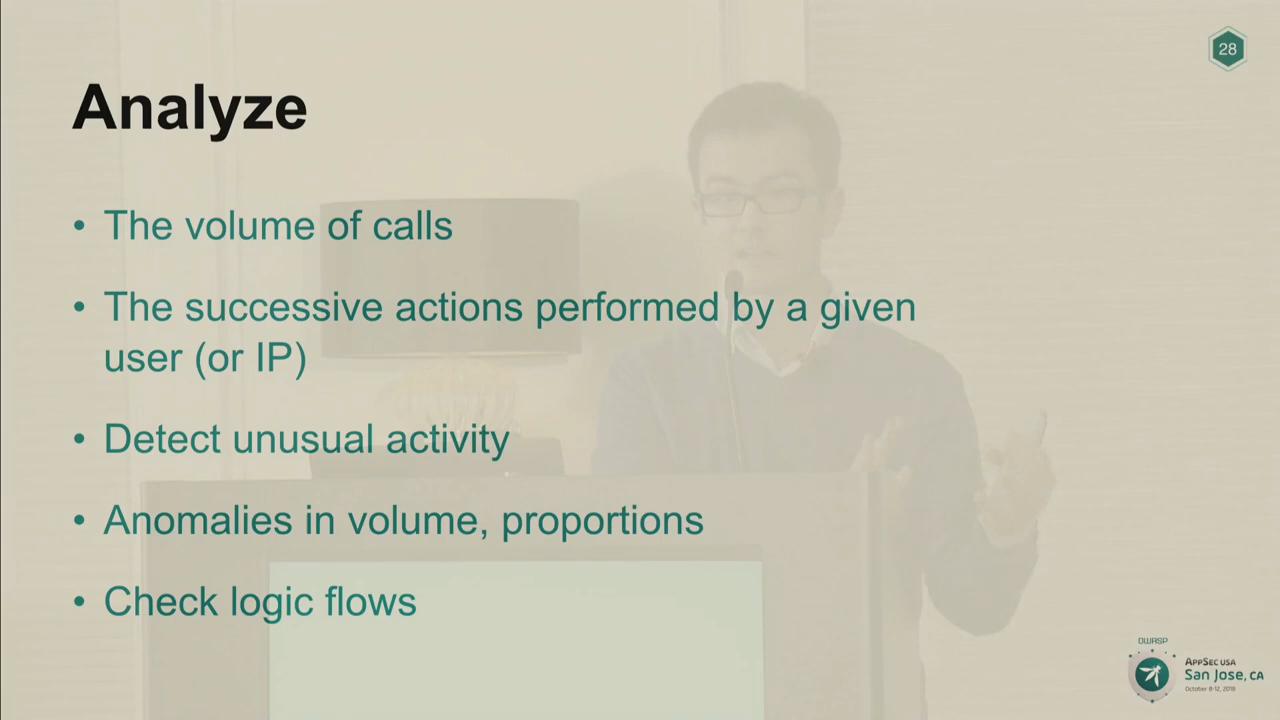 28
Analyze
• The volume of calls
• The successive actions performed by a given
user (or IP)
• Detect unusual activity
• Anomalies in volume, proportions
• Check logic flows
OWASP
AppSec USA
San Jose, CA
October 8-12, 2018